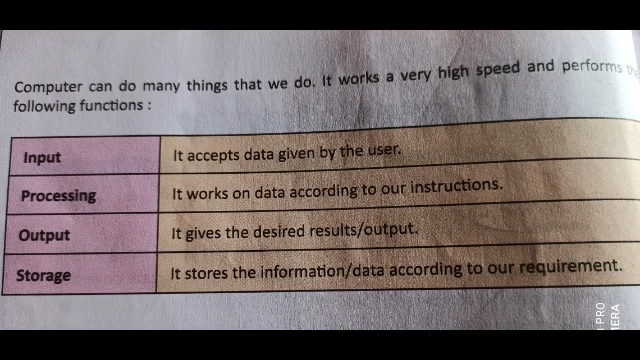 Computer can do many things that we do. It works a very high speed and performs the
following functions :
Input It accepts data given by the user.
Processing It works on data according to our instructions.
Output It gives the desired results/output.
Storage It stores the information/data according to our requirement.
PRO